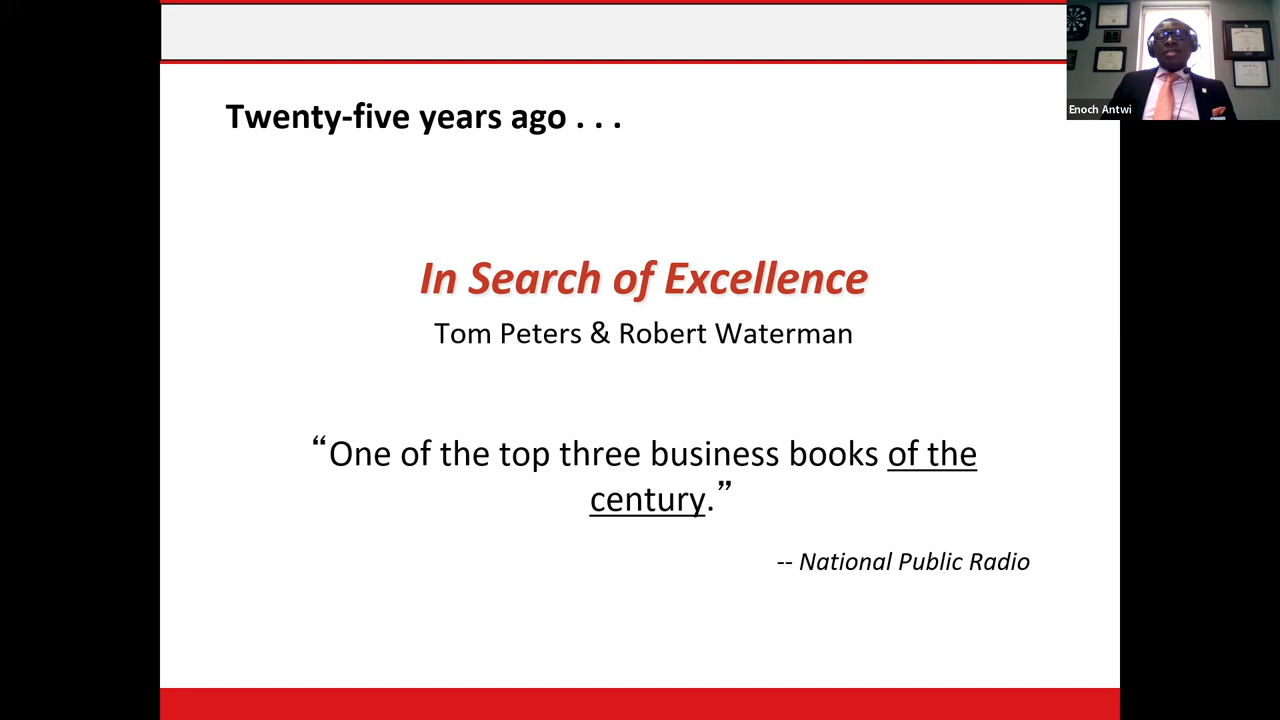 Enoch Antwi
Twenty-five years ago . . .
In Search of Excellence
Tom Peters & Robert Waterman
“One of the top three business books of the
century.”
-- National Public Radio